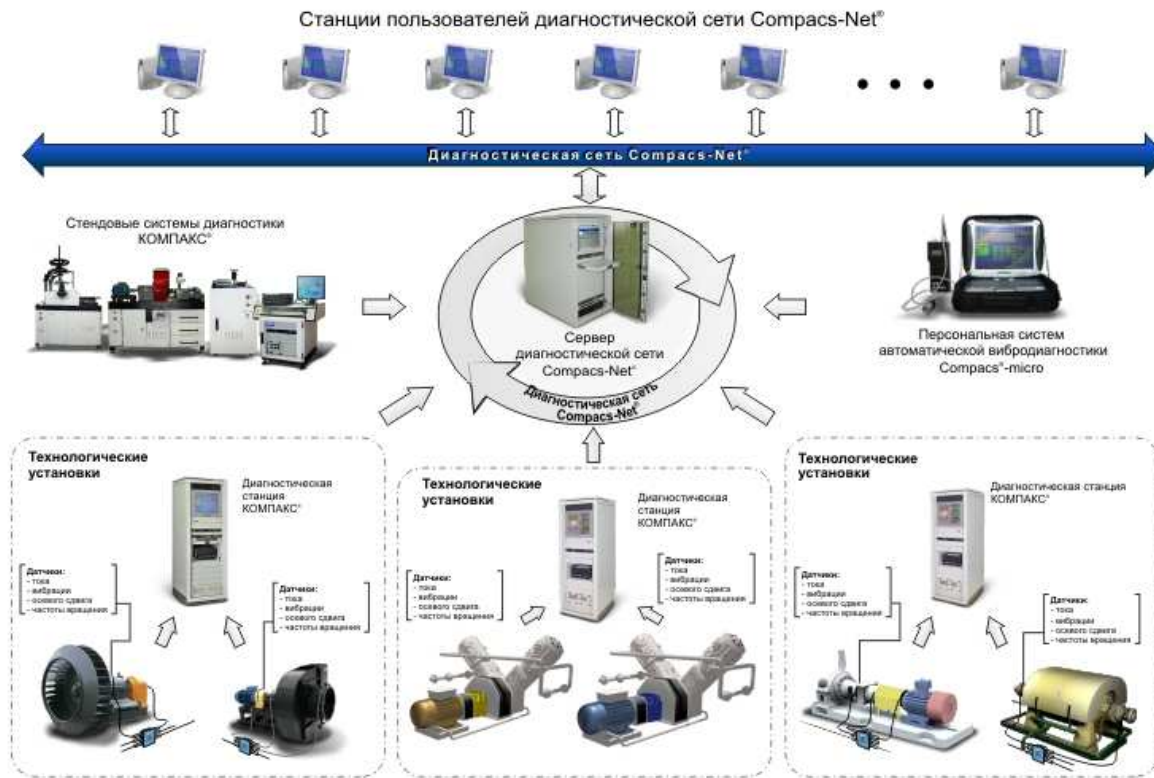 Станции пользователей диагностической сети Compacs-Net®
Диагностическая сеть Compacs-Net®
Стендовые системы диагностики
КОМПАКС®
Сервер
диагностической сети
Compacs-Net®
Диагностическая сеть
Compacs-Net®
Персональная систем
автоматической вибродиагностики
Compacs®-micro
Технологические
установки
Диагностическая
станция
КОМПАКС®
Датчики:
- тока
- вибрации
- осевого сдвига
- частоты вращения
Датчики:
- тока
- вибрации
- осевого сдвига
- частоты вращения
Технологические
установки
Диагностическая
станция
КОМПАКС®
Датчики:
- тока
- вибрации
- осевого сдвига
- частоты вращения
Датчики:
- тока
- вибрации
- осевого сдвига
- частоты вращения
Технологические
установки
Диагностическая станция
КОМПАКС®
Датчики:
- тока
- вибрации
- осевого сдвига
- частоты вращения
Датчики:
- тока
- вибрации
- осевого сдвига
- частоты вращения